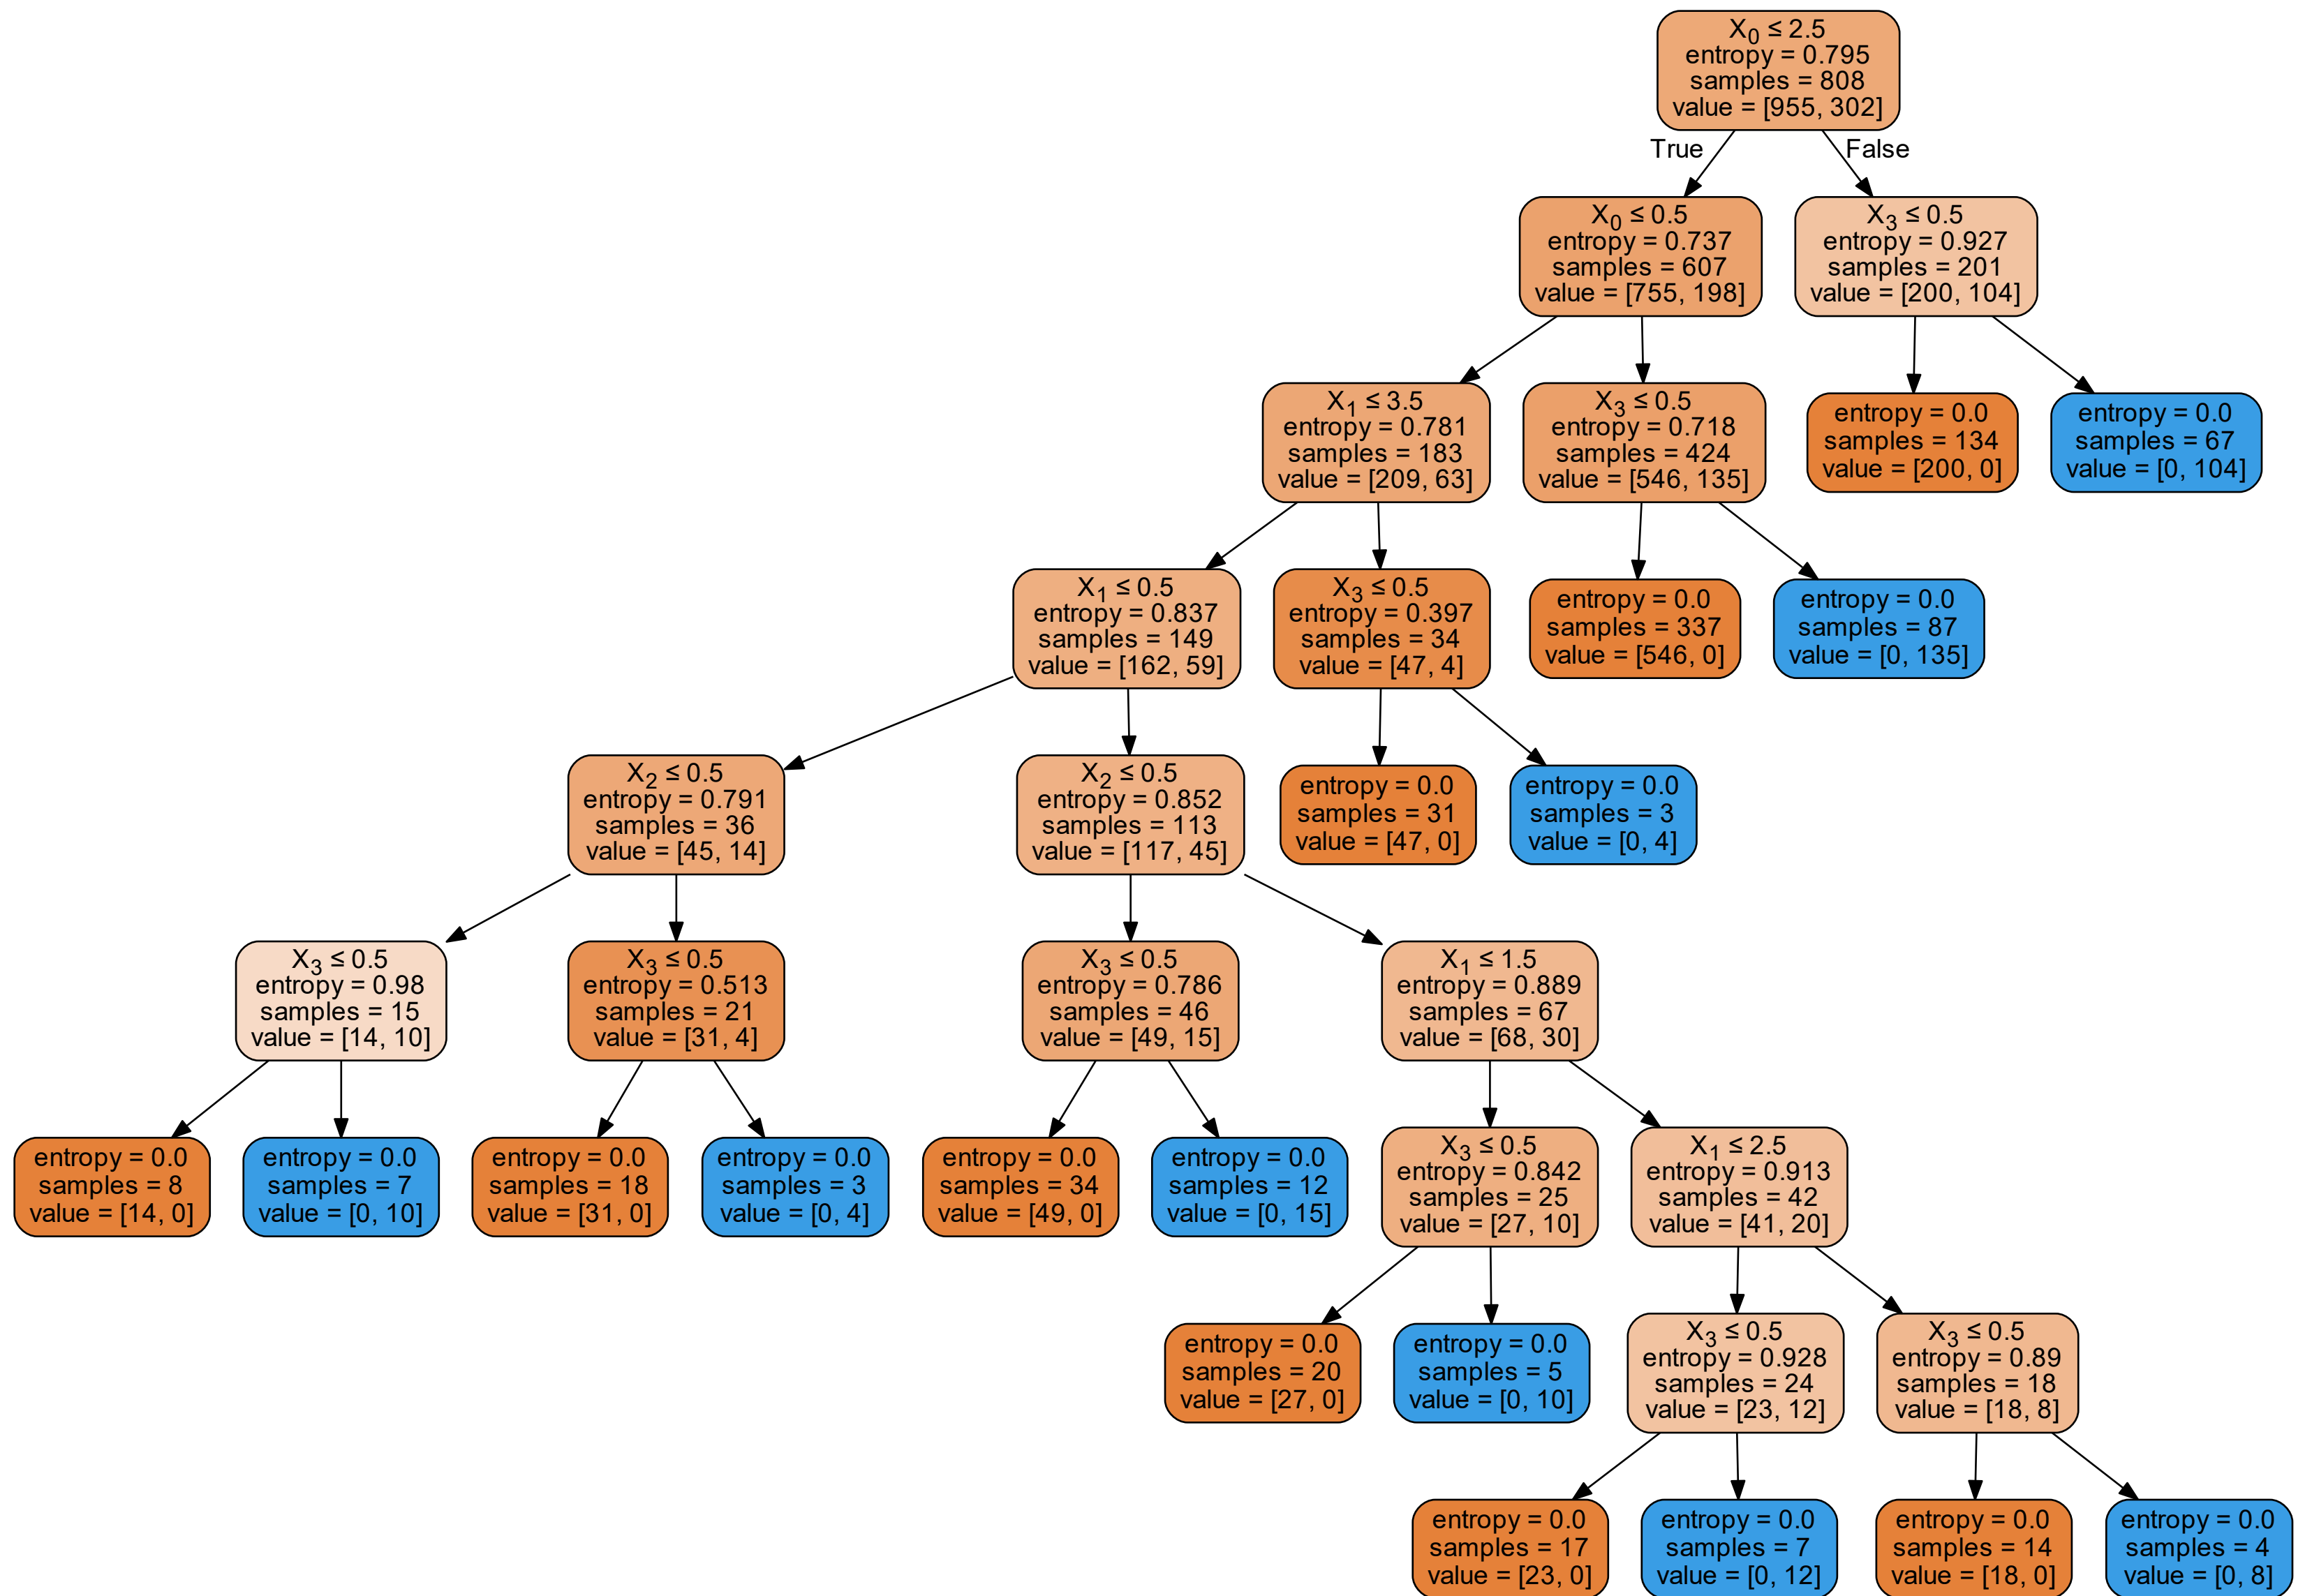 X0 ≤ 2.5
entropy = 0.795
samples = 808
value = [955, 302]
True
False
X0 ≤ 0.5
entropy = 0.737
samples = 607
value = [755, 198]
X3 ≤ 0.5
entropy = 0.927
samples = 201
value = [200, 104]
X1 ≤ 3.5
entropy = 0.781
samples = 183
value = [209, 63]
X3 ≤ 0.5
entropy = 0.718
samples = 424
value = [546, 135]
entropy = 0.0
samples = 134
value = [200, 0]
entropy = 0.0
samples = 67
value = [0, 104]
X1 ≤ 0.5
entropy = 0.837
samples = 149
value = [162, 59]
X3 ≤ 0.5
entropy = 0.397
samples = 34
value = [47, 4]
entropy = 0.0
samples = 337
value = [546, 0]
entropy = 0.0
samples = 87
value = [0, 135]
X2 ≤ 0.5
entropy = 0.791
samples = 36
value = [45, 14]
X2 ≤ 0.5
entropy = 0.852
samples = 113
value = [117, 45]
entropy = 0.0
samples = 31
value = [47, 0]
entropy = 0.0
samples = 3
value = [0, 4]
X3 ≤ 0.5
entropy = 0.98
samples = 15
value = [14, 10]
X3 ≤ 0.5
entropy = 0.513
samples = 21
value = [31, 4]
X3 ≤ 0.5
entropy = 0.786
samples = 46
value = [49, 15]
X1 ≤ 1.5
entropy = 0.889
samples = 67
value = [68, 30]
entropy = 0.0
samples = 8
value = [14, 0]
entropy = 0.0
samples = 7
value = [0, 10]
entropy = 0.0
samples = 18
value = [31, 0]
entropy = 0.0
samples = 3
value = [0, 4]
entropy = 0.0
samples = 34
value = [49, 0]
entropy = 0.0
samples = 12
value = [0, 15]
X3 ≤ 0.5
entropy = 0.842
samples = 25
value = [27, 10]
X1 ≤ 2.5
entropy = 0.913
samples = 42
value = [41, 20]
entropy = 0.0
samples = 20
value = [27, 0]
entropy = 0.0
samples = 5
value = [0, 10]
X3 ≤ 0.5
entropy = 0.928
samples = 24
value = [23, 12]
X3 ≤ 0.5
entropy = 0.89
samples = 18
value = [18, 8]
entropy = 0.0
samples = 17
value = [23, 0]
entropy = 0.0
samples = 7
value = [0, 12]
entropy = 0.0
samples = 14
value = [18, 0]
entropy = 0.0
samples = 4
value = [0, 8]